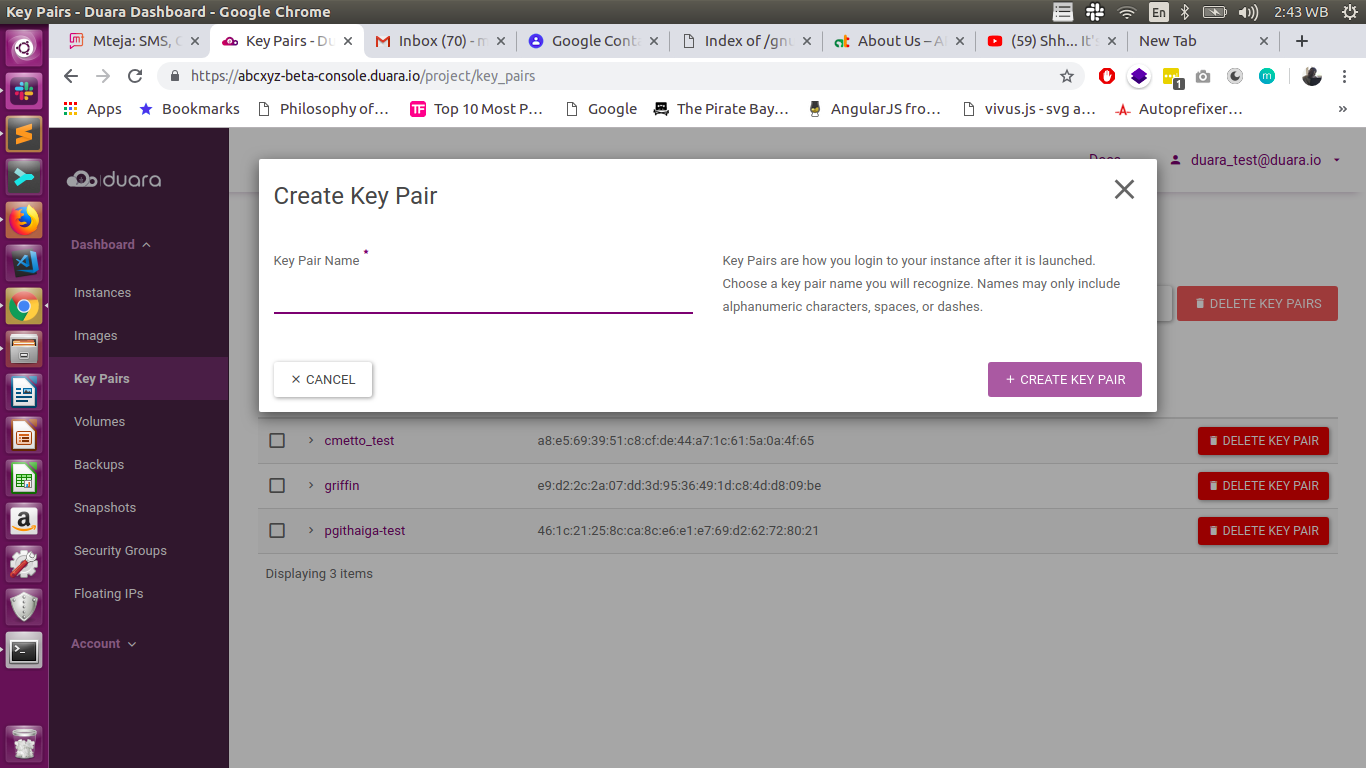 Key Pairs - Duara Dashboard - Google Chrome
En
2:43 WB
Mteja: SMS, C
Key Pairs - Du
Inbox (70) - m
Google Conta
Index of /gnu
About Us – Al
(59) Shh... It's
New Tab
https://abcxyz-beta-console.duara.io/project/key_pairs
1
m
Apps
Bookmarks
Philosophy of…
Top 10 Most P…
Google
The Pirate Bay…
AngularJS fro…
vivus.js - svg a…
Autoprefixer…
»
duara
Docs
duara_test@duara.io
Create Key Pair
Key Pair Name *
Key Pairs are how you login to your instance after it is launched.
Choose a key pair name you will recognize. Names may only include
alphanumeric characters, spaces, or dashes.
CANCEL
+ CREATE KEY PAIR
DELETE KEY PAIRS
Dashboard
Instances
Images
Key Pairs
Volumes
Backups
Snapshots
Security Groups
Floating IPs
Account
cmetto_test
a8:e5:69:39:51:c8:cf:de:44:a7:1c:61:5a:0a:4f:65
DELETE KEY PAIR
griffin
e9:d2:2c:2a:07:dd:3d:95:36:49:1d:c8:4d:d8:09:be
DELETE KEY PAIR
pgithaiga-test
46:1c:21:25:8c:ca:8c:e6:e1:e7:69:d2:62:72:80:21
DELETE KEY PAIR
Displaying 3 items